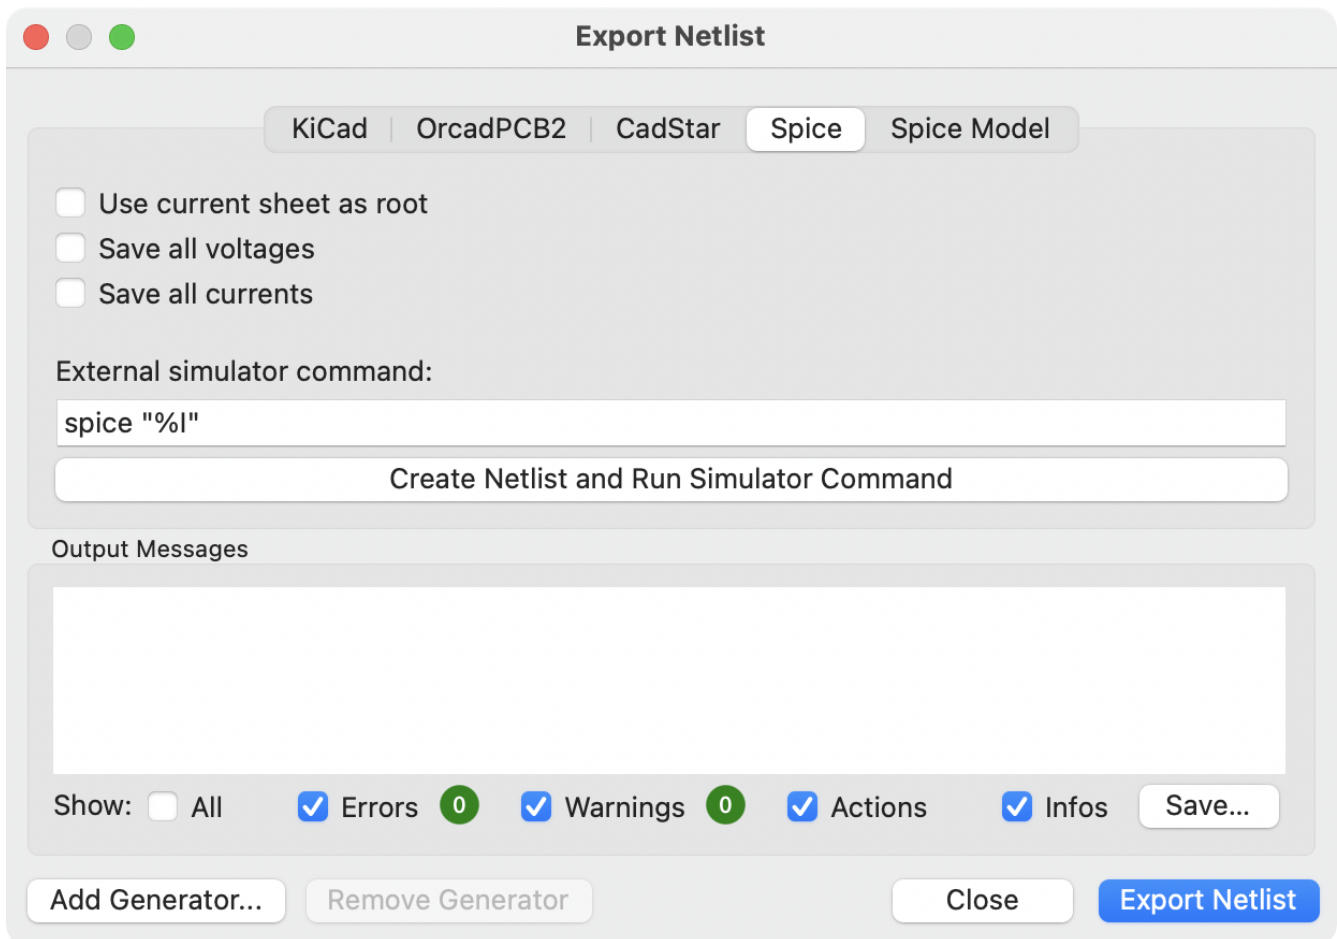 Export Netlist
KiCad OrcadPCB2 CadStar Spice Spice Model
Use current sheet as root
Save all voltages
Save all currents
External simulator command:
spice "%I"
Create Netlist and Run Simulator Command
Output Messages
Show: All Errors 0 Warnings 0 Actions Infos Save...
Add Generator... Remove Generator Close Export Netlist